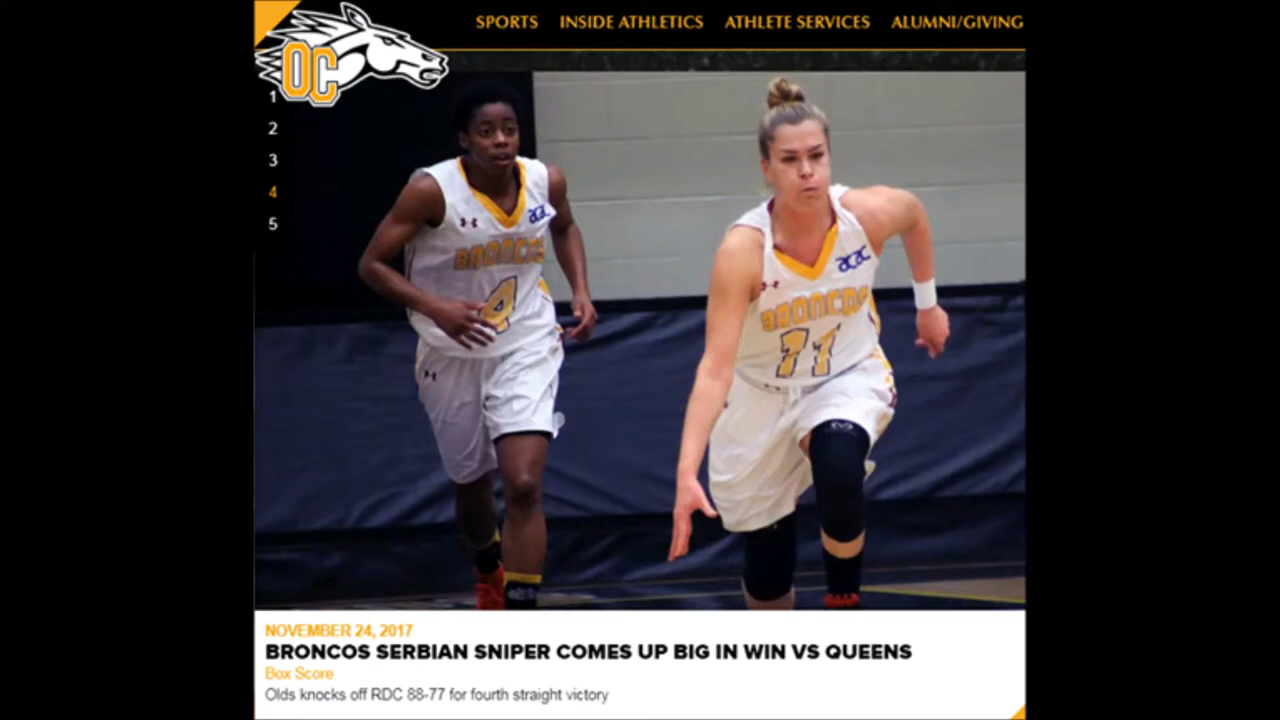 SPORTS INSIDE ATHLETICS ATHLETE SERVICES ALUMNI/GIVING
OC
1
2
3
4
5
acac
BRONCOS
4
acac
BRONCOS
11
NOVEMBER 24, 2017
BRONCOS SERBIAN SNIPER COMES UP BIG IN WIN VS QUEENS
Box Score
Olds knocks off RDC 88-77 for fourth straight victory